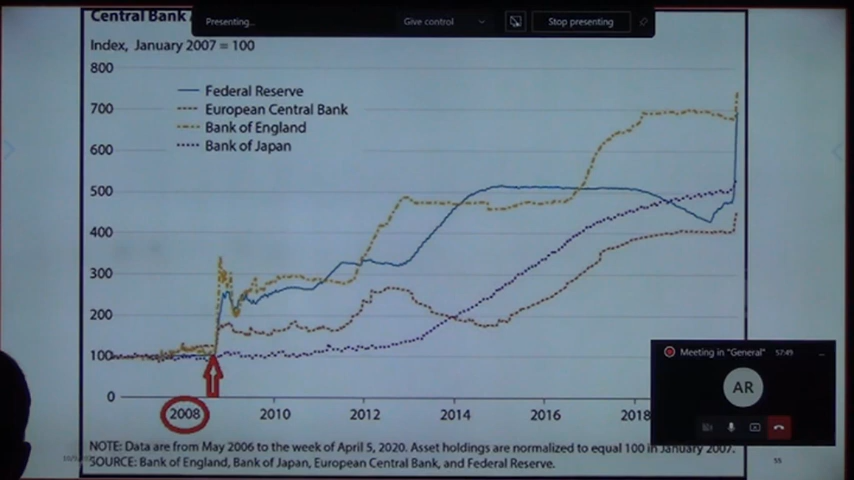 Central Bank
Presenting...
Give control
Stop presenting
Index, January 2007 = 100
800
700
600
500
400
300
200
100
0
Federal Reserve
European Central Bank
Bank of England
Bank of Japan
2008
2010
2012
2014
2016
2018
Meeting in "General"
57:49
AR
NOTE: Data are from May 2006 to the week of April 5, 2020. Asset holdings are normalized to equal 100 in January 2007.
SOURCE: Bank of England, Bank of Japan, European Central Bank, and Federal Reserve.
55